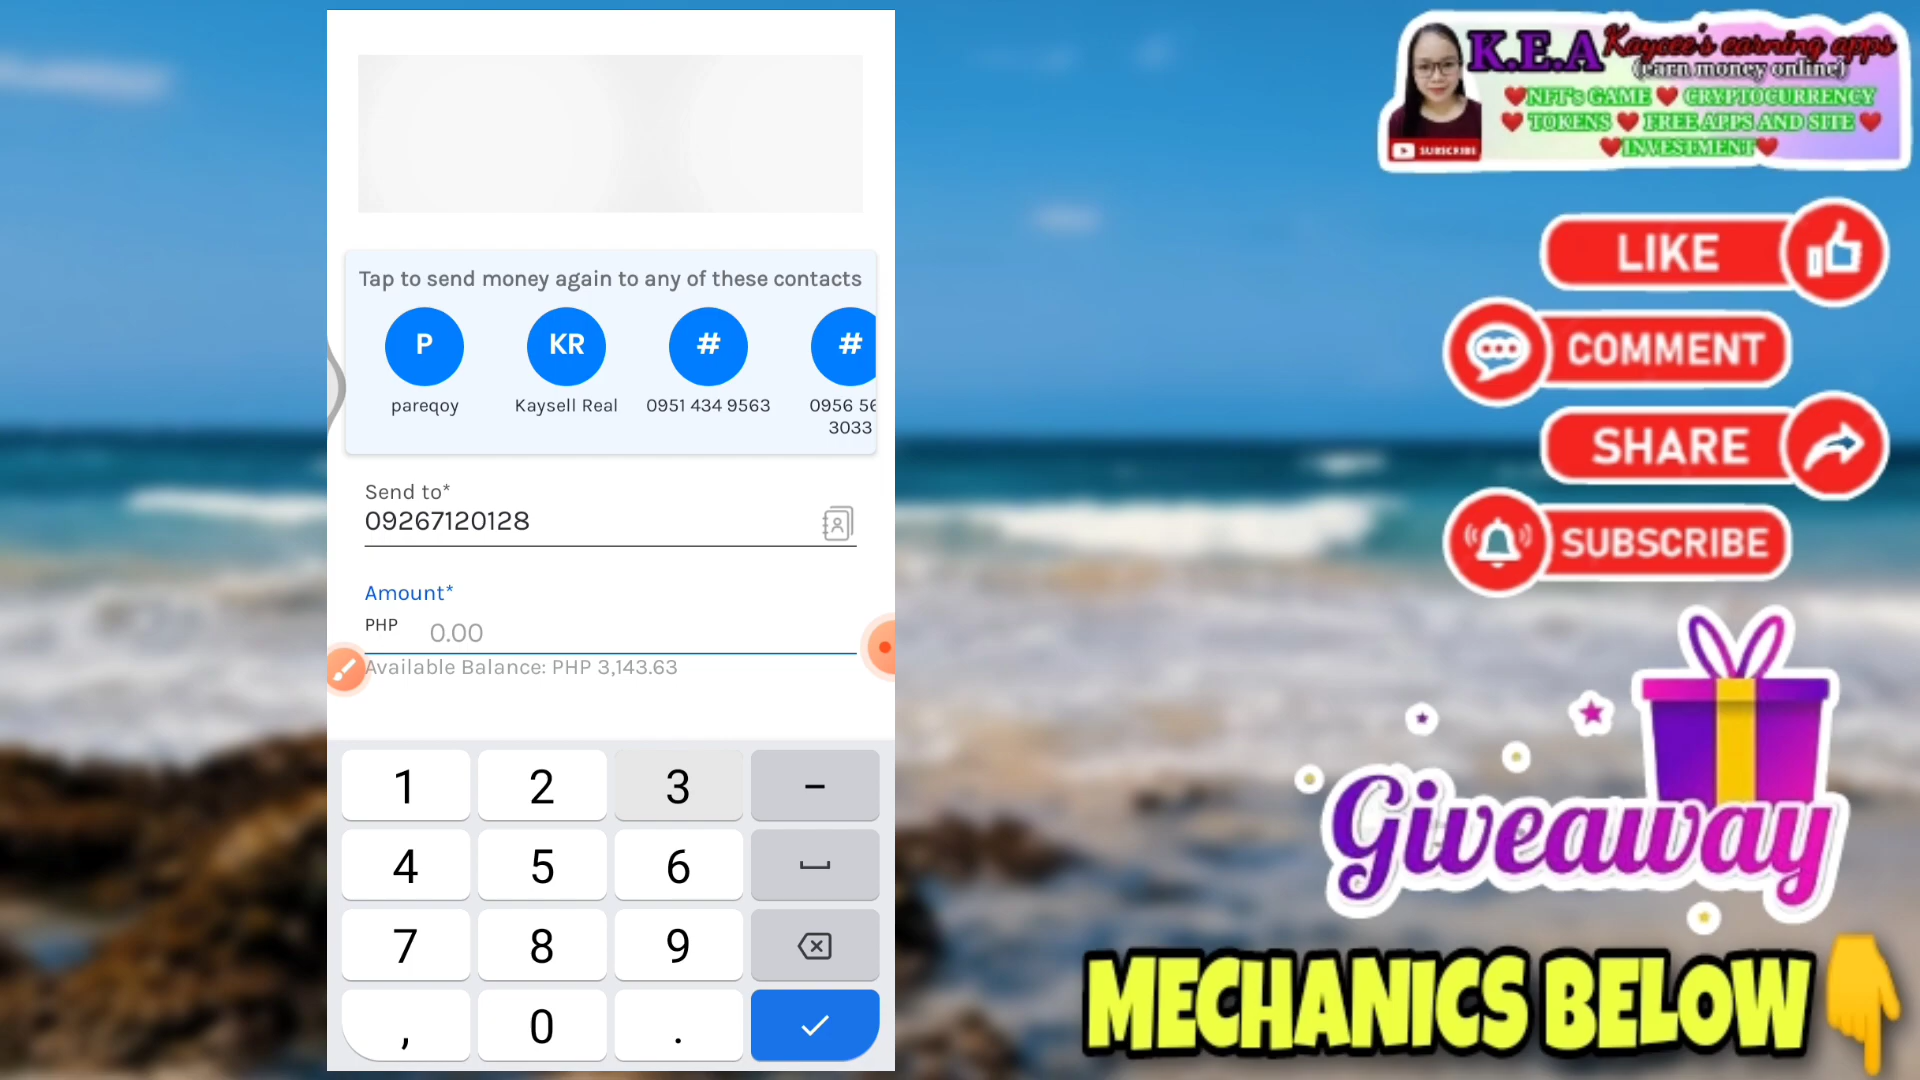 Tap to send money again to any of these contacts
P
KR
#
#
pareqoy
Kaysell Real
0951 434 9563
0956 56
3033
Send to*
09267120128
Amount*
PHP
0.00
Available Balance: PHP 3,143.63
1
2
3
-
4
5
6
7
8
9
,
0
.
K.E.A Kaycee's earning apps
(earn money online)
NFT's GAME CRYPTOCURRENCY
TOKENS FREE APPS AND SITE
INVESTMENT
SUBSCRIBE
LIKE
COMMENT
SHARE
SUBSCRIBE
Giveaway
MECHANICS BELOW